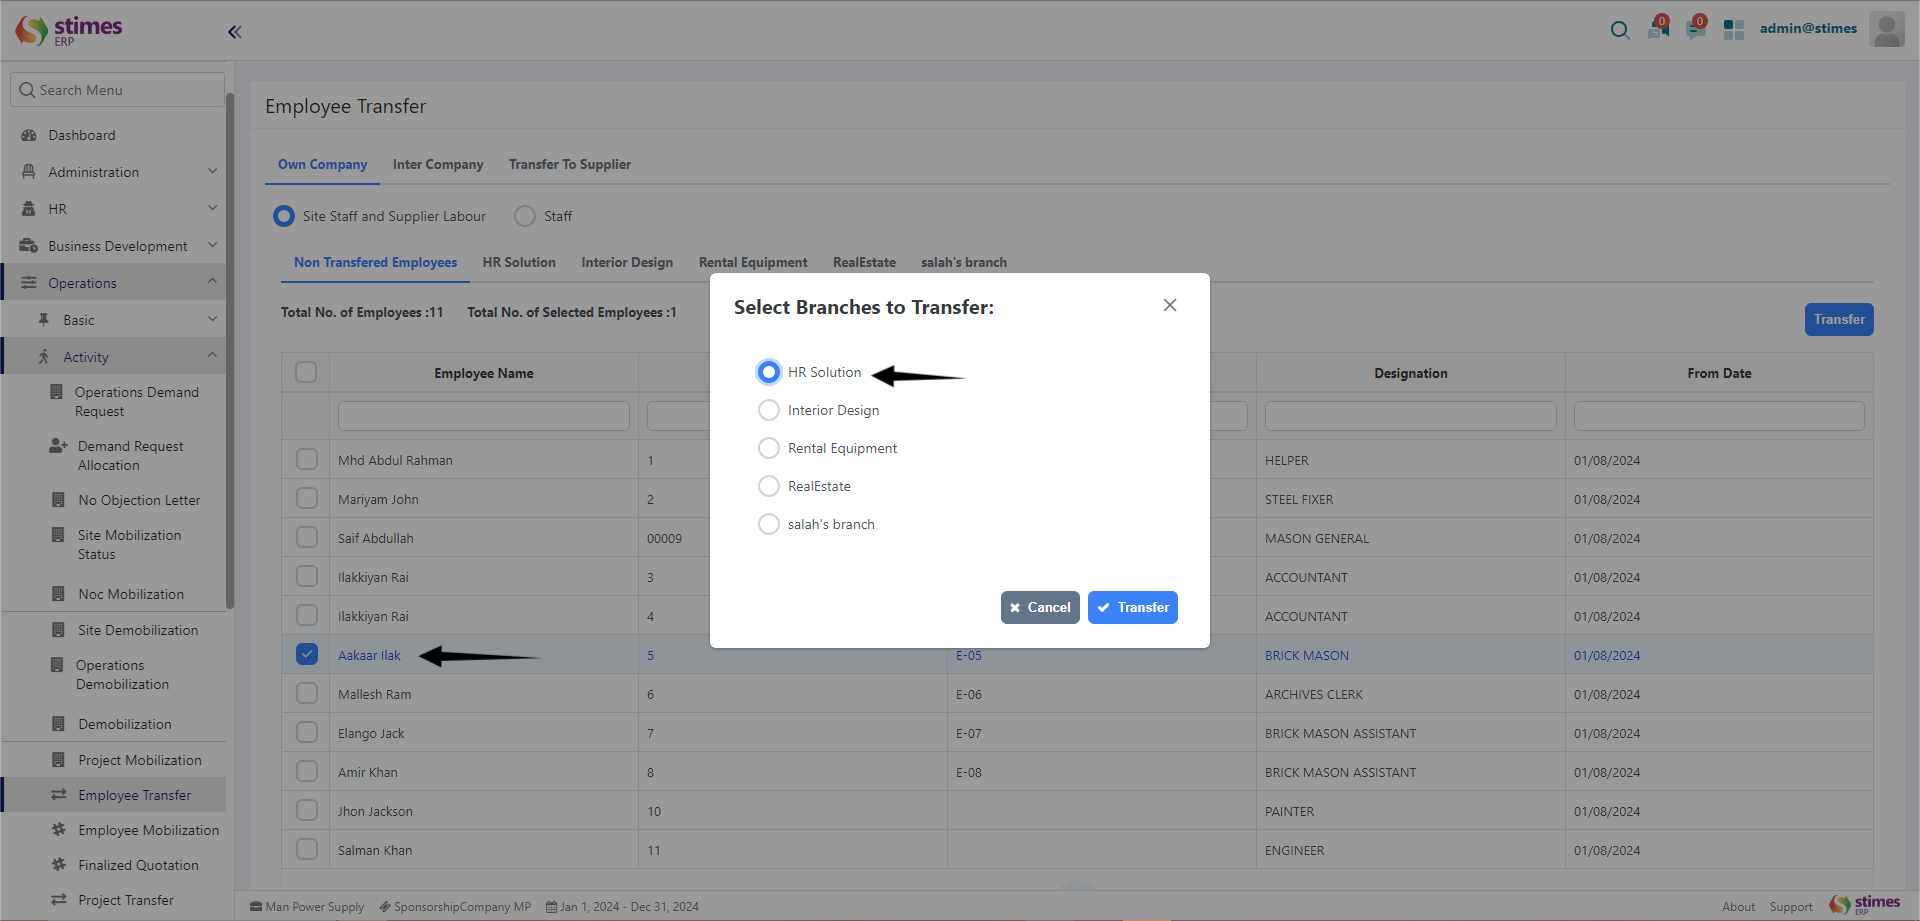 stimes
ERP
0
0
admin@stimes
Search Menu
Dashboard
Administration
HR
Business Development
Operations
Basic
Activity
Operations Demand
Request
Demand Request
Allocation
No Objection Letter
Site Mobilization
Status
Noc Mobilization
Site Demobilization
Operations
Demobilization
Demobilization
Project Mobilization
Employee Transfer
Employee Mobilization
Finalized Quotation
Project Transfer
Employee Transfer
Own Company Inter Company Transfer To Supplier
Site Staff and Supplier Labour Staff
Non Transfered Employees HR Solution Interior Design Rental Equipment RealEstate salah's branch
Total No. of Employees :11 Total No. of Selected Employees :1
Transfer
Employee Name Designation From Date
Mhd Abdul Rahman 1 HELPER 01/08/2024
Mariyam John 2 STEEL FIXER 01/08/2024
Saif Abdullah 00009 MASON GENERAL 01/08/2024
Ilakkiyan Rai 3 ACCOUNTANT 01/08/2024
Ilakkiyan Rai 4 ACCOUNTANT 01/08/2024
Aakaar Ilak 5 E-05 BRICK MASON 01/08/2024
Mallesh Ram 6 E-06 ARCHIVES CLERK 01/08/2024
Elango Jack 7 E-07 BRICK MASON ASSISTANT 01/08/2024
Amir Khan 8 E-08 BRICK MASON ASSISTANT 01/08/2024
Jhon Jackson 10 PAINTER 01/08/2024
Salman Khan 11 ENGINEER 01/08/2024
Select Branches to Transfer:
HR Solution
Interior Design
Rental Equipment
RealEstate
salah's branch
Cancel Transfer
Man Power Supply SponsorshipCompany MP Jan 1, 2024 - Dec 31, 2024
About Support
stimes
ERP